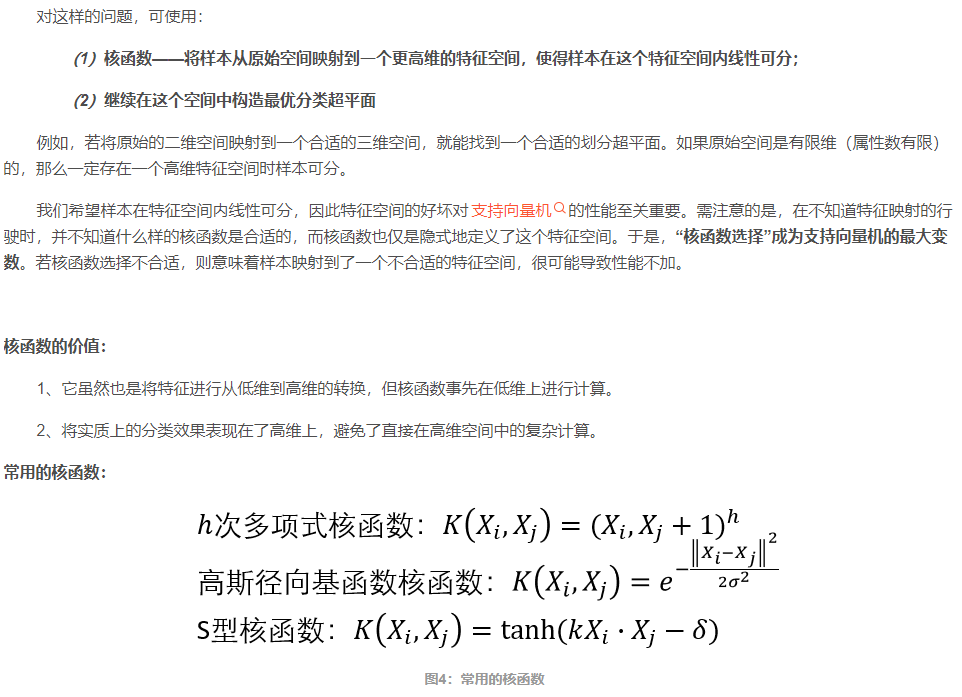 对这样的问题，可使用：
（1）核函数——将样本从原始空间映射到一个更高维的特征空间，使得样本在这个特征空间内线性可分；
（2）继续在这个空间中构造最优分类超平面
例如，若将原始的二维空间映射到一个合适的三维空间，就能找到一个合适的划分超平面。如果原始空间是有限维（属性数有限）
的，那么一定存在一个高维特征空间时样本可分。
我们希望样本在特征空间内线性可分，因此特征空间的好坏对支持向量机的性能至关重要。需注意的是，在不知道特征映射的行
驶时，并不知道什么样的核函数是合适的，而核函数也仅是隐式地定义了这个特征空间。于是，“核函数选择”成为支持向量机的最大变
数。若核函数选择不合适，则意味着样本映射到了一个不合适的特征空间，很可能导致性能不加。
核函数的价值：
1、它虽然也是将特征进行从低维到高维的转换，但核函数事先在低维上进行计算。
2、将实质上的分类效果表现在了高维上，避免了直接在高维空间中的复杂计算。
常用的核函数：
h次多项式核函数：K(X_i, X_j) = (X_i, X_j + 1)^h
高斯径向基函数核函数：K(X_i, X_j) = e^{-‖X_i−X_j‖^2 / 2σ^2}
S型核函数：K(X_i, X_j) = tanh(kX_i · X_j − δ)
图4：常用的核函数